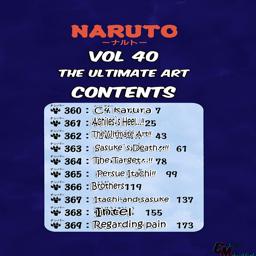 NARUTO
ーナルトー
VOL 40
THE ULTIMATE ART
CONTENTS
360 : C4 Karura 7
361 : Achiles's Heel...! 25
362 : The Ultimate Art!! 43
363 : Sasuke's Death?!! 61
364 : The Target..!! 78
365 : Persue Itachi!! 99
366 : Brothers 119
367 : Itachi and sasuke 137
368 : Intel 155
369 : Regarding pain 173